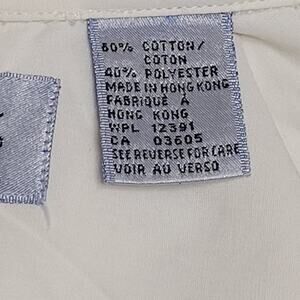 60% COTTON/
COTON
40% POLYESTER
MADE IN HONG KONG
FABRIQUÉ À
HONG KONG
WPL 12391
CA 03605
SEE REVERSE FOR CARE
VOIR AU VERSO